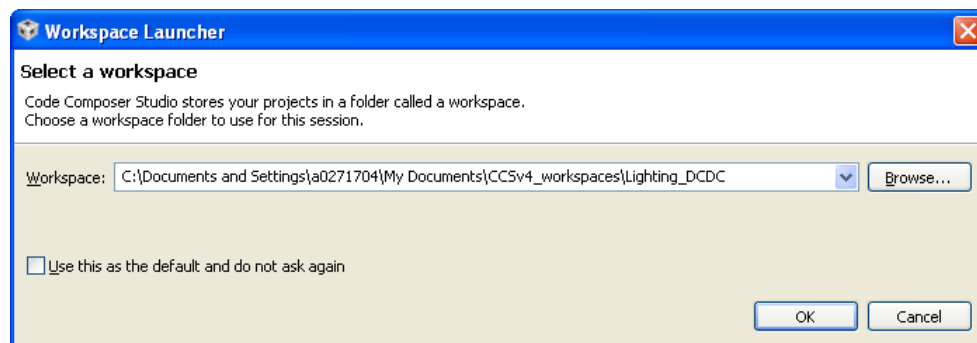 Workspace Launcher
Select a workspace
Code Composer Studio stores your projects in a folder called a workspace.
Choose a workspace folder to use for this session.
Workspace: C:\Documents and Settings\a0271704\My Documents\CCSv4_workspaces\Lighting_DCDC Browse...
Use this as the default and do not ask again
OK Cancel